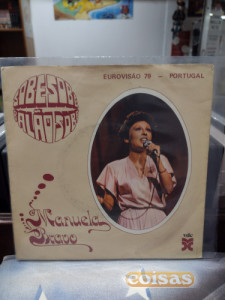 EUROVISÃO 79 — PORTUGAL
SOBE SOBE
BALÃO SOBE
Manuela
Bravo
coisas